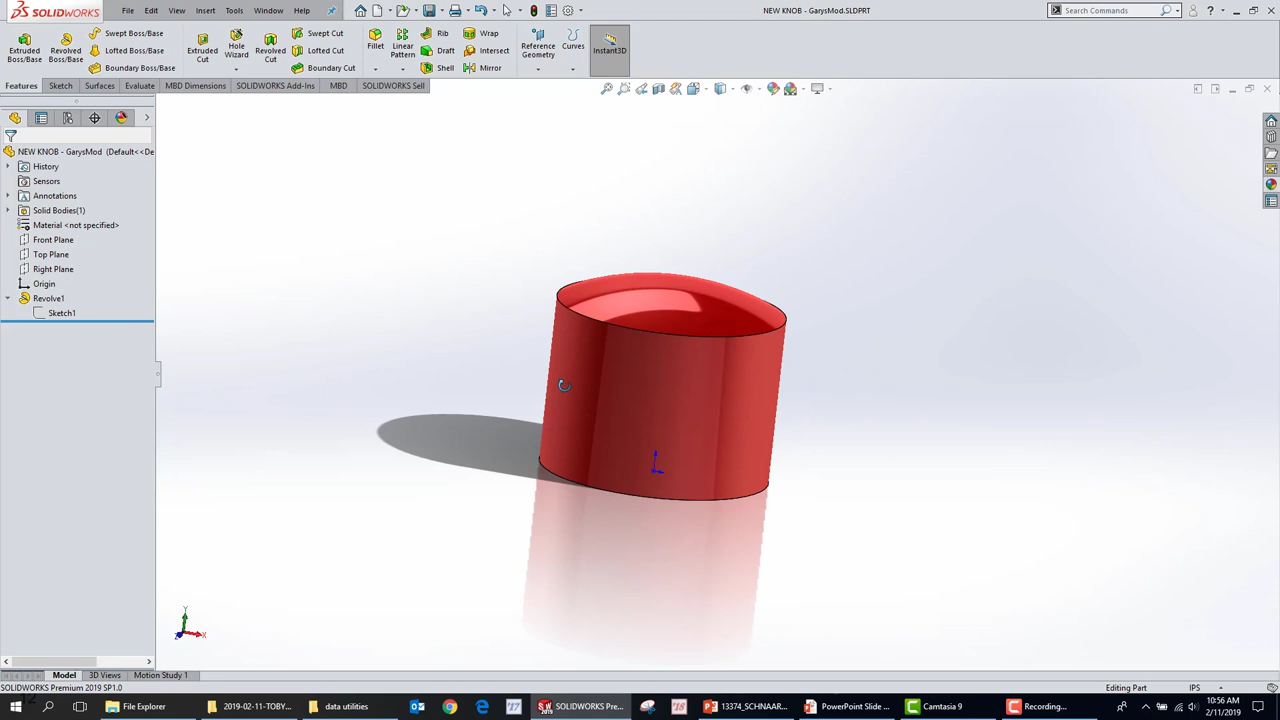 SOLIDWORKS
File Edit View Insert Tools Window Help
NEW KNOB - GarysMod.SLDPRT
Search Commands
Extruded Boss/Base
Revolved Boss/Base
Swept Boss/Base
Lofted Boss/Base
Boundary Boss/Base
Extruded Cut
Hole Wizard
Revolved Cut
Swept Cut
Lofted Cut
Boundary Cut
Fillet
Linear Pattern
Rib
Draft
Shell
Wrap
Intersect
Mirror
Reference Geometry
Curves
Instant3D
Features Sketch Surfaces Evaluate MBD Dimensions SOLIDWORKS Add-Ins MBD SOLIDWORKS Sell
NEW KNOB - GarysMod (Default<<De
History
Sensors
Annotations
Solid Bodies(1)
Material <not specified>
Front Plane
Top Plane
Right Plane
Origin
Revolve1
Sketch1
Y
X
Z
Model 3D Views Motion Study 1
SOLIDWORKS Premium 2019 SP1.0
Editing Part
IPS
12
File Explorer
2019-02-11-TOBY...
data utilities
'17
SW 2019
SOLIDWORKS Pre...
'18
13374_SCHNAAR...
PowerPoint Slide ...
Camtasia 9
Recording...
10:56 AM
2/11/2019